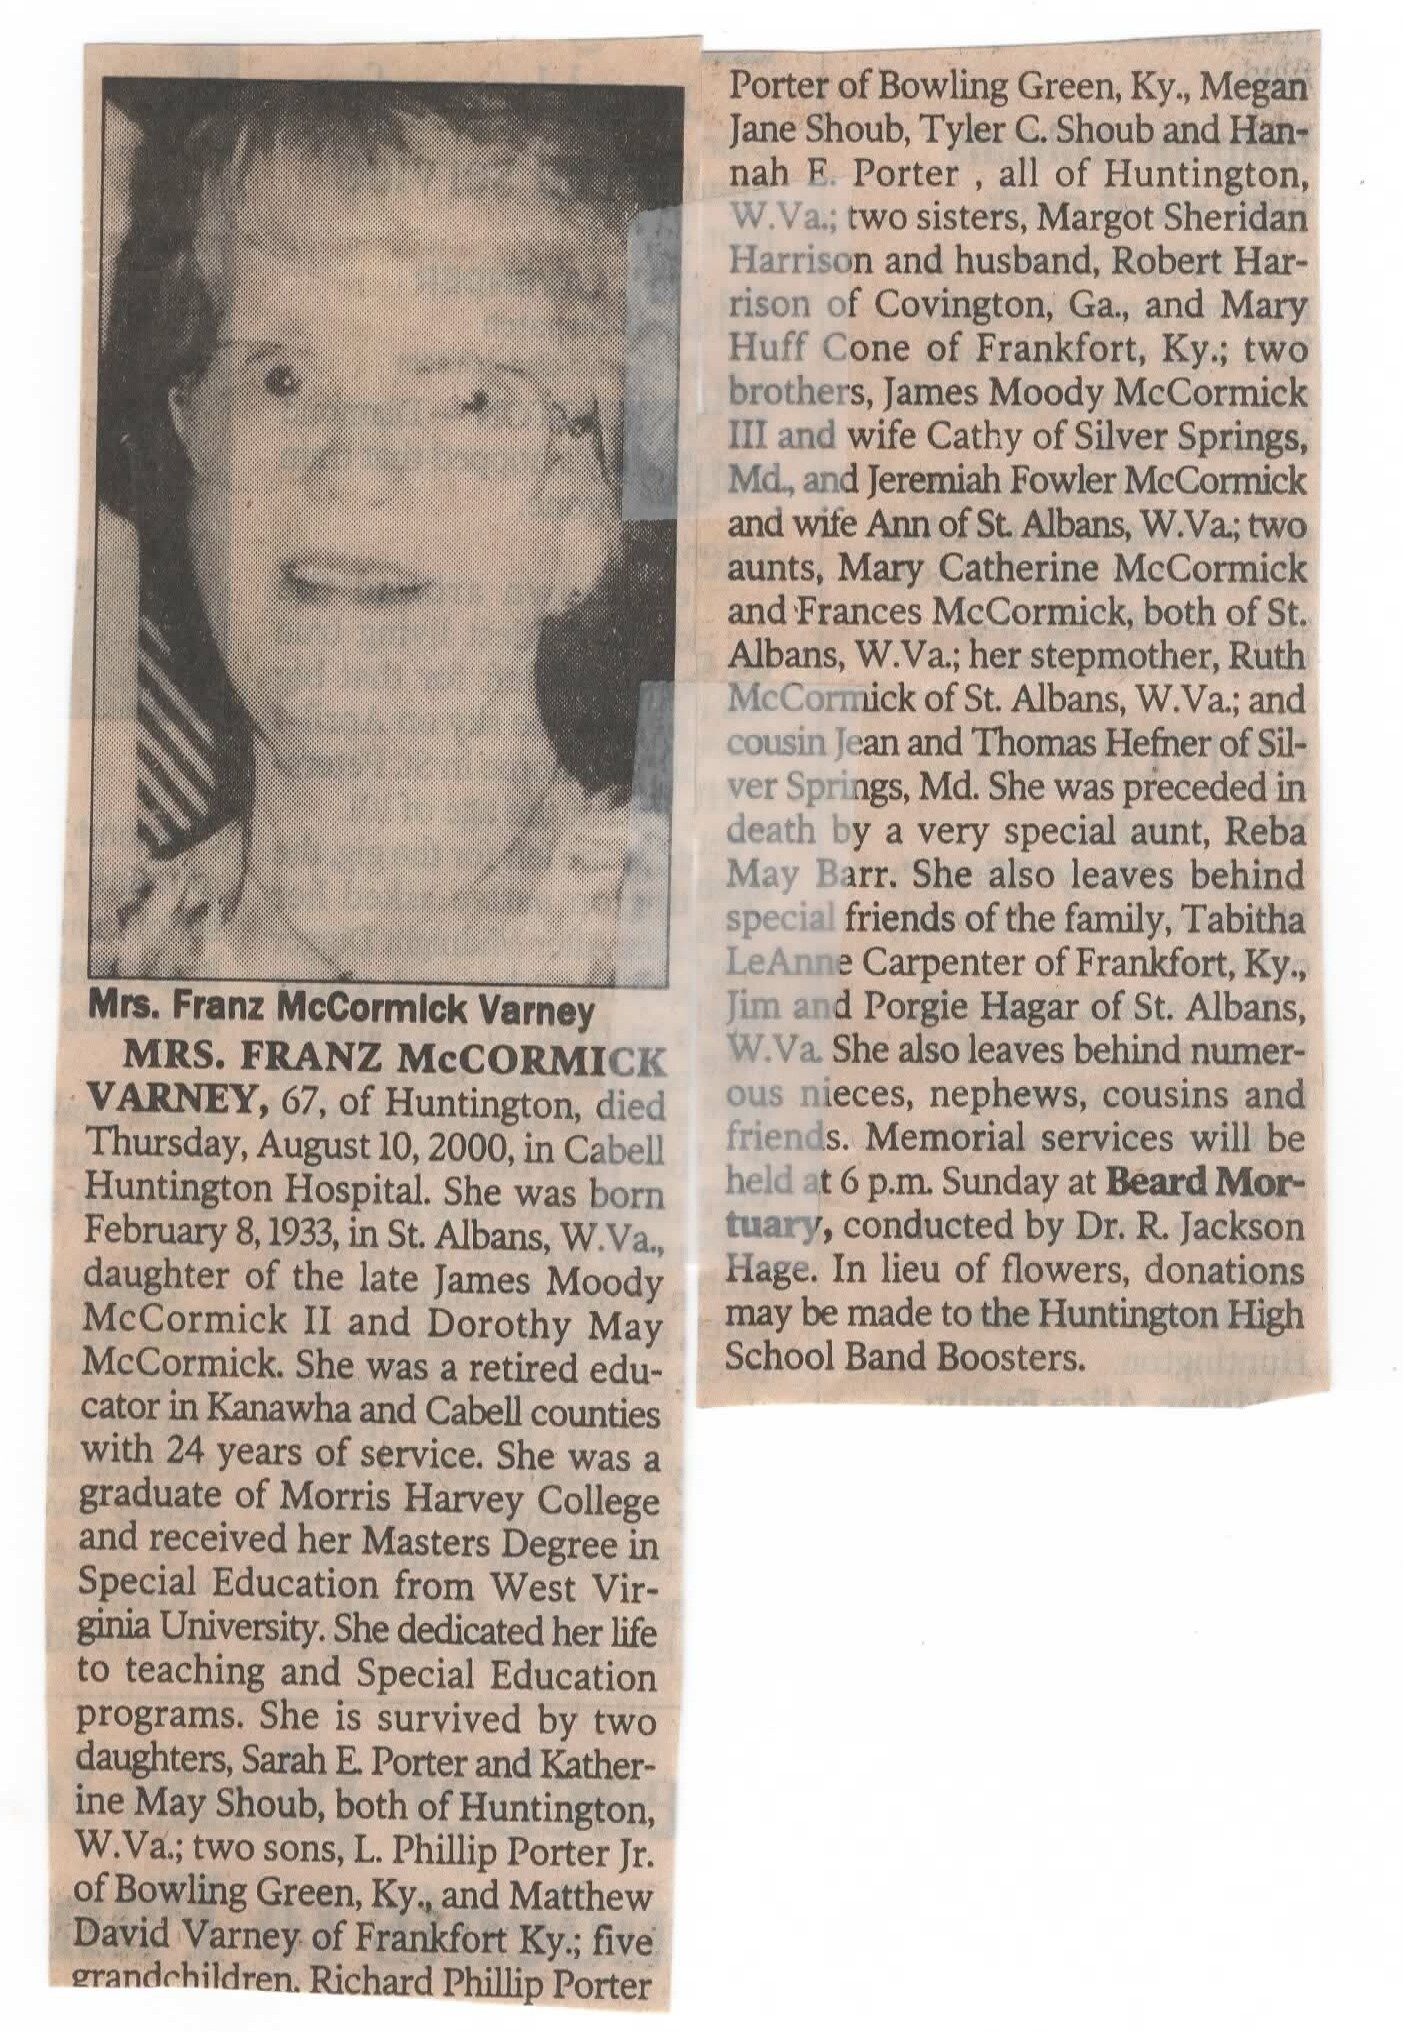 Mrs. Franz McCormick Varney
MRS. FRANZ McCORMICK
VARNEY, 67, of Huntington, died
Thursday, August 10, 2000, in Cabell
Huntington Hospital. She was born
February 8, 1933, in St. Albans, W.Va.,
daughter of the late James Moody
McCormick II and Dorothy May
McCormick. She was a retired edu-
cator in Kanawha and Cabell counties
with 24 years of service. She was a
graduate of Morris Harvey College
and received her Masters Degree in
Special Education from West Vir-
ginia University. She dedicated her life
to teaching and Special Education
programs. She is survived by two
daughters, Sarah E. Porter and Kather-
ine May Shoub, both of Huntington,
W.Va.; two sons, L. Phillip Porter Jr.
of Bowling Green, Ky., and Matthew
David Varney of Frankfort Ky.; five
grandchildren, Richard Phillip Porter
Porter of Bowling Green, Ky., Megan
Jane Shoub, Tyler C. Shoub and Han-
nah E. Porter , all of Huntington,
W.Va.; two sisters, Margot Sheridan
Harrison and husband, Robert Har-
rison of Covington, Ga., and Mary
Huff Cone of Frankfort, Ky.; two
brothers, James Moody McCormick
III and wife Cathy of Silver Springs,
Md., and Jeremiah Fowler McCormick
and wife Ann of St. Albans, W.Va.; two
aunts, Mary Catherine McCormick
and Frances McCormick, both of St.
Albans, W.Va.; her stepmother, Ruth
McCormick of St. Albans, W.Va.; and
cousin Jean and Thomas Hefner of Sil-
ver Springs, Md. She was preceded in
death by a very special aunt, Reba
May Barr. She also leaves behind
special friends of the family, Tabitha
LeAnne Carpenter of Frankfort, Ky.,
Jim and Porgie Hagar of St. Albans,
W.Va. She also leaves behind numer-
ous nieces, nephews, cousins and
friends. Memorial services will be
held at 6 p.m. Sunday at Beard Mor-
tuary, conducted by Dr. R. Jackson
Hage. In lieu of flowers, donations
may be made to the Huntington High
School Band Boosters.